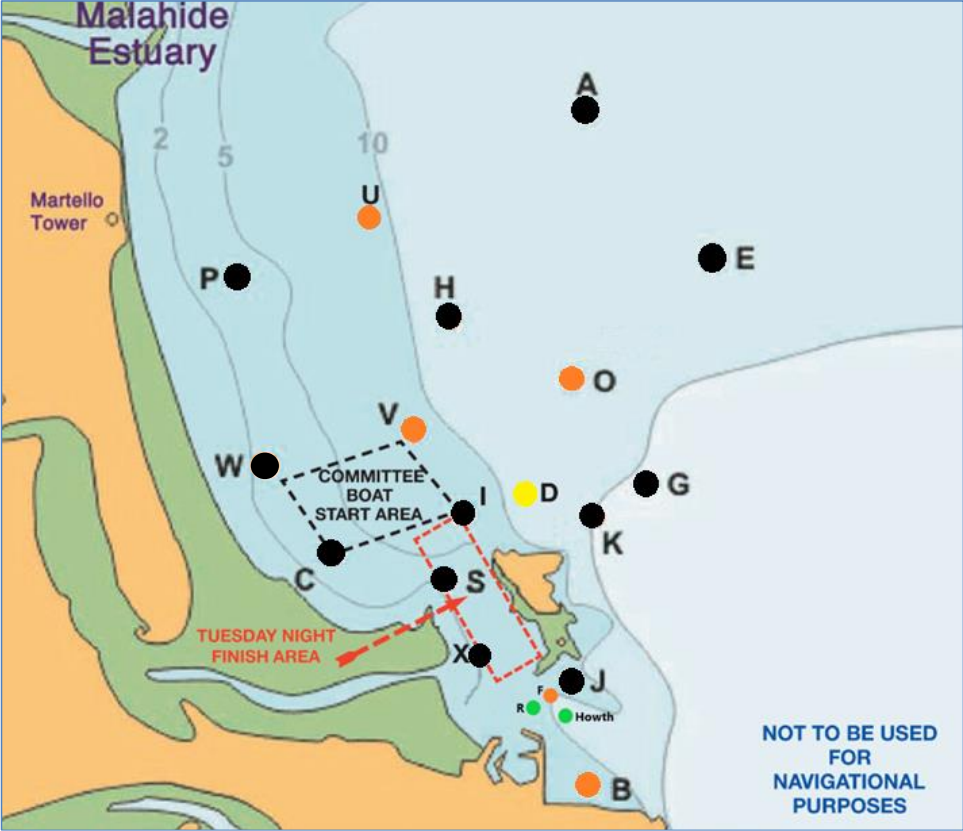 Malahide
Estuary
A
2
5
10
U
Martello
Tower
P
E
H
O
V
W
COMMITTEE
BOAT
START AREA
I
D
G
K
C
S
TUESDAY NIGHT
FINISH AREA
X
J
F
R
Howth
B
NOT TO BE USED
FOR
NAVIGATIONAL
PURPOSES